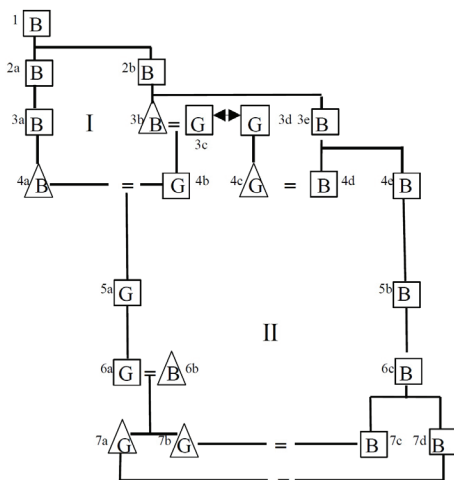 1 B
2a B 2b B
3a B I 3b B = G G 3d 3e B
3c
4a B = G 4b 4c G = B 4d 4e B
5a G 5b B
II
6a G = B 6b 6c B
7a G 7b G = B 7c 7d B
=